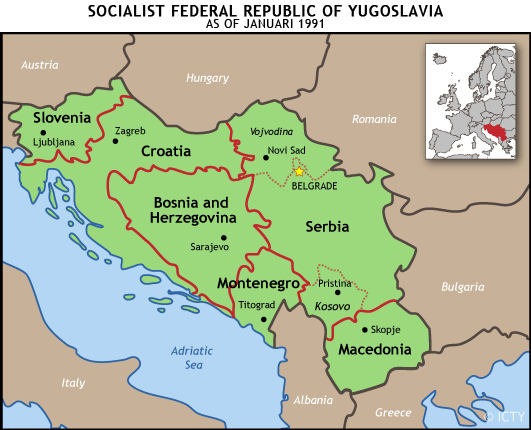 SOCIALIST FEDERAL REPUBLIC OF YUGOSLAVIA
AS OF JANUARI 1991
Austria
Hungary
Slovenia
Ljubljana
Zagreb
Croatia
Vojvodina
Novi Sad
Romania
BELGRADE
Bosnia and
Herzegovina
Sarajevo
Serbia
Montenegro
Titograd
Pristina
Kosovo
Bulgaria
Skopje
Macedonia
Adriatic
Sea
Italy
Albania
Greece
© ICTY